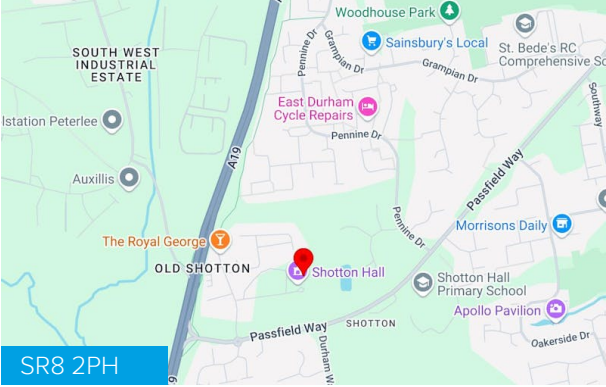 Woodhouse Park
Sainsbury's Local
St. Bede's RC
Comprehensive Sc
SOUTH WEST
INDUSTRIAL
ESTATE
Pennine Dr
Grampian Dr
Grampian Dr
Southway
East Durham
Cycle Repairs
lstation Peterlee
Pennine Dr
A19
Auxillis
Passfield Way
Pennine Dr
Morrisons Daily
The Royal George
OLD SHOTTON
Shotton Hall
Shotton Hall
Primary School
Apollo Pavilion
Passfield Way
SHOTTON
Oakerside Dr
Durham Wa
19
SR8 2PH